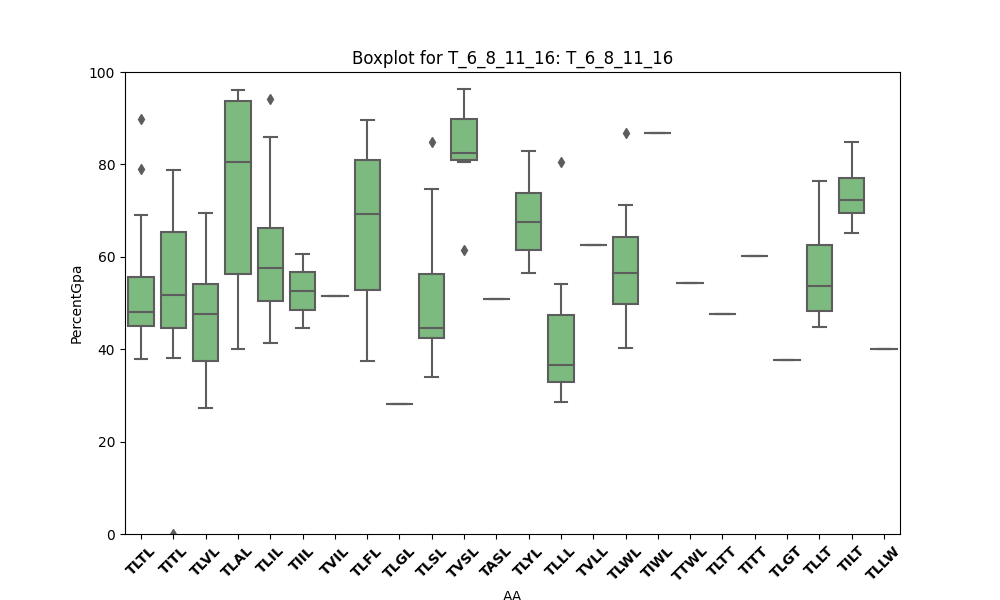 Boxplot for T_6_8_11_16: T_6_8_11_16
100
80
60
40
20
0
PercentGpa
TLTL TITL TLVL TLAL TLIL TIIL TVIL TLFL TLGL TLSL TVSL TASL TLYL TLLL TVLL TLWL TIWL TTWL TLTT TITT TLGT TLLT TILT TLLW
AA